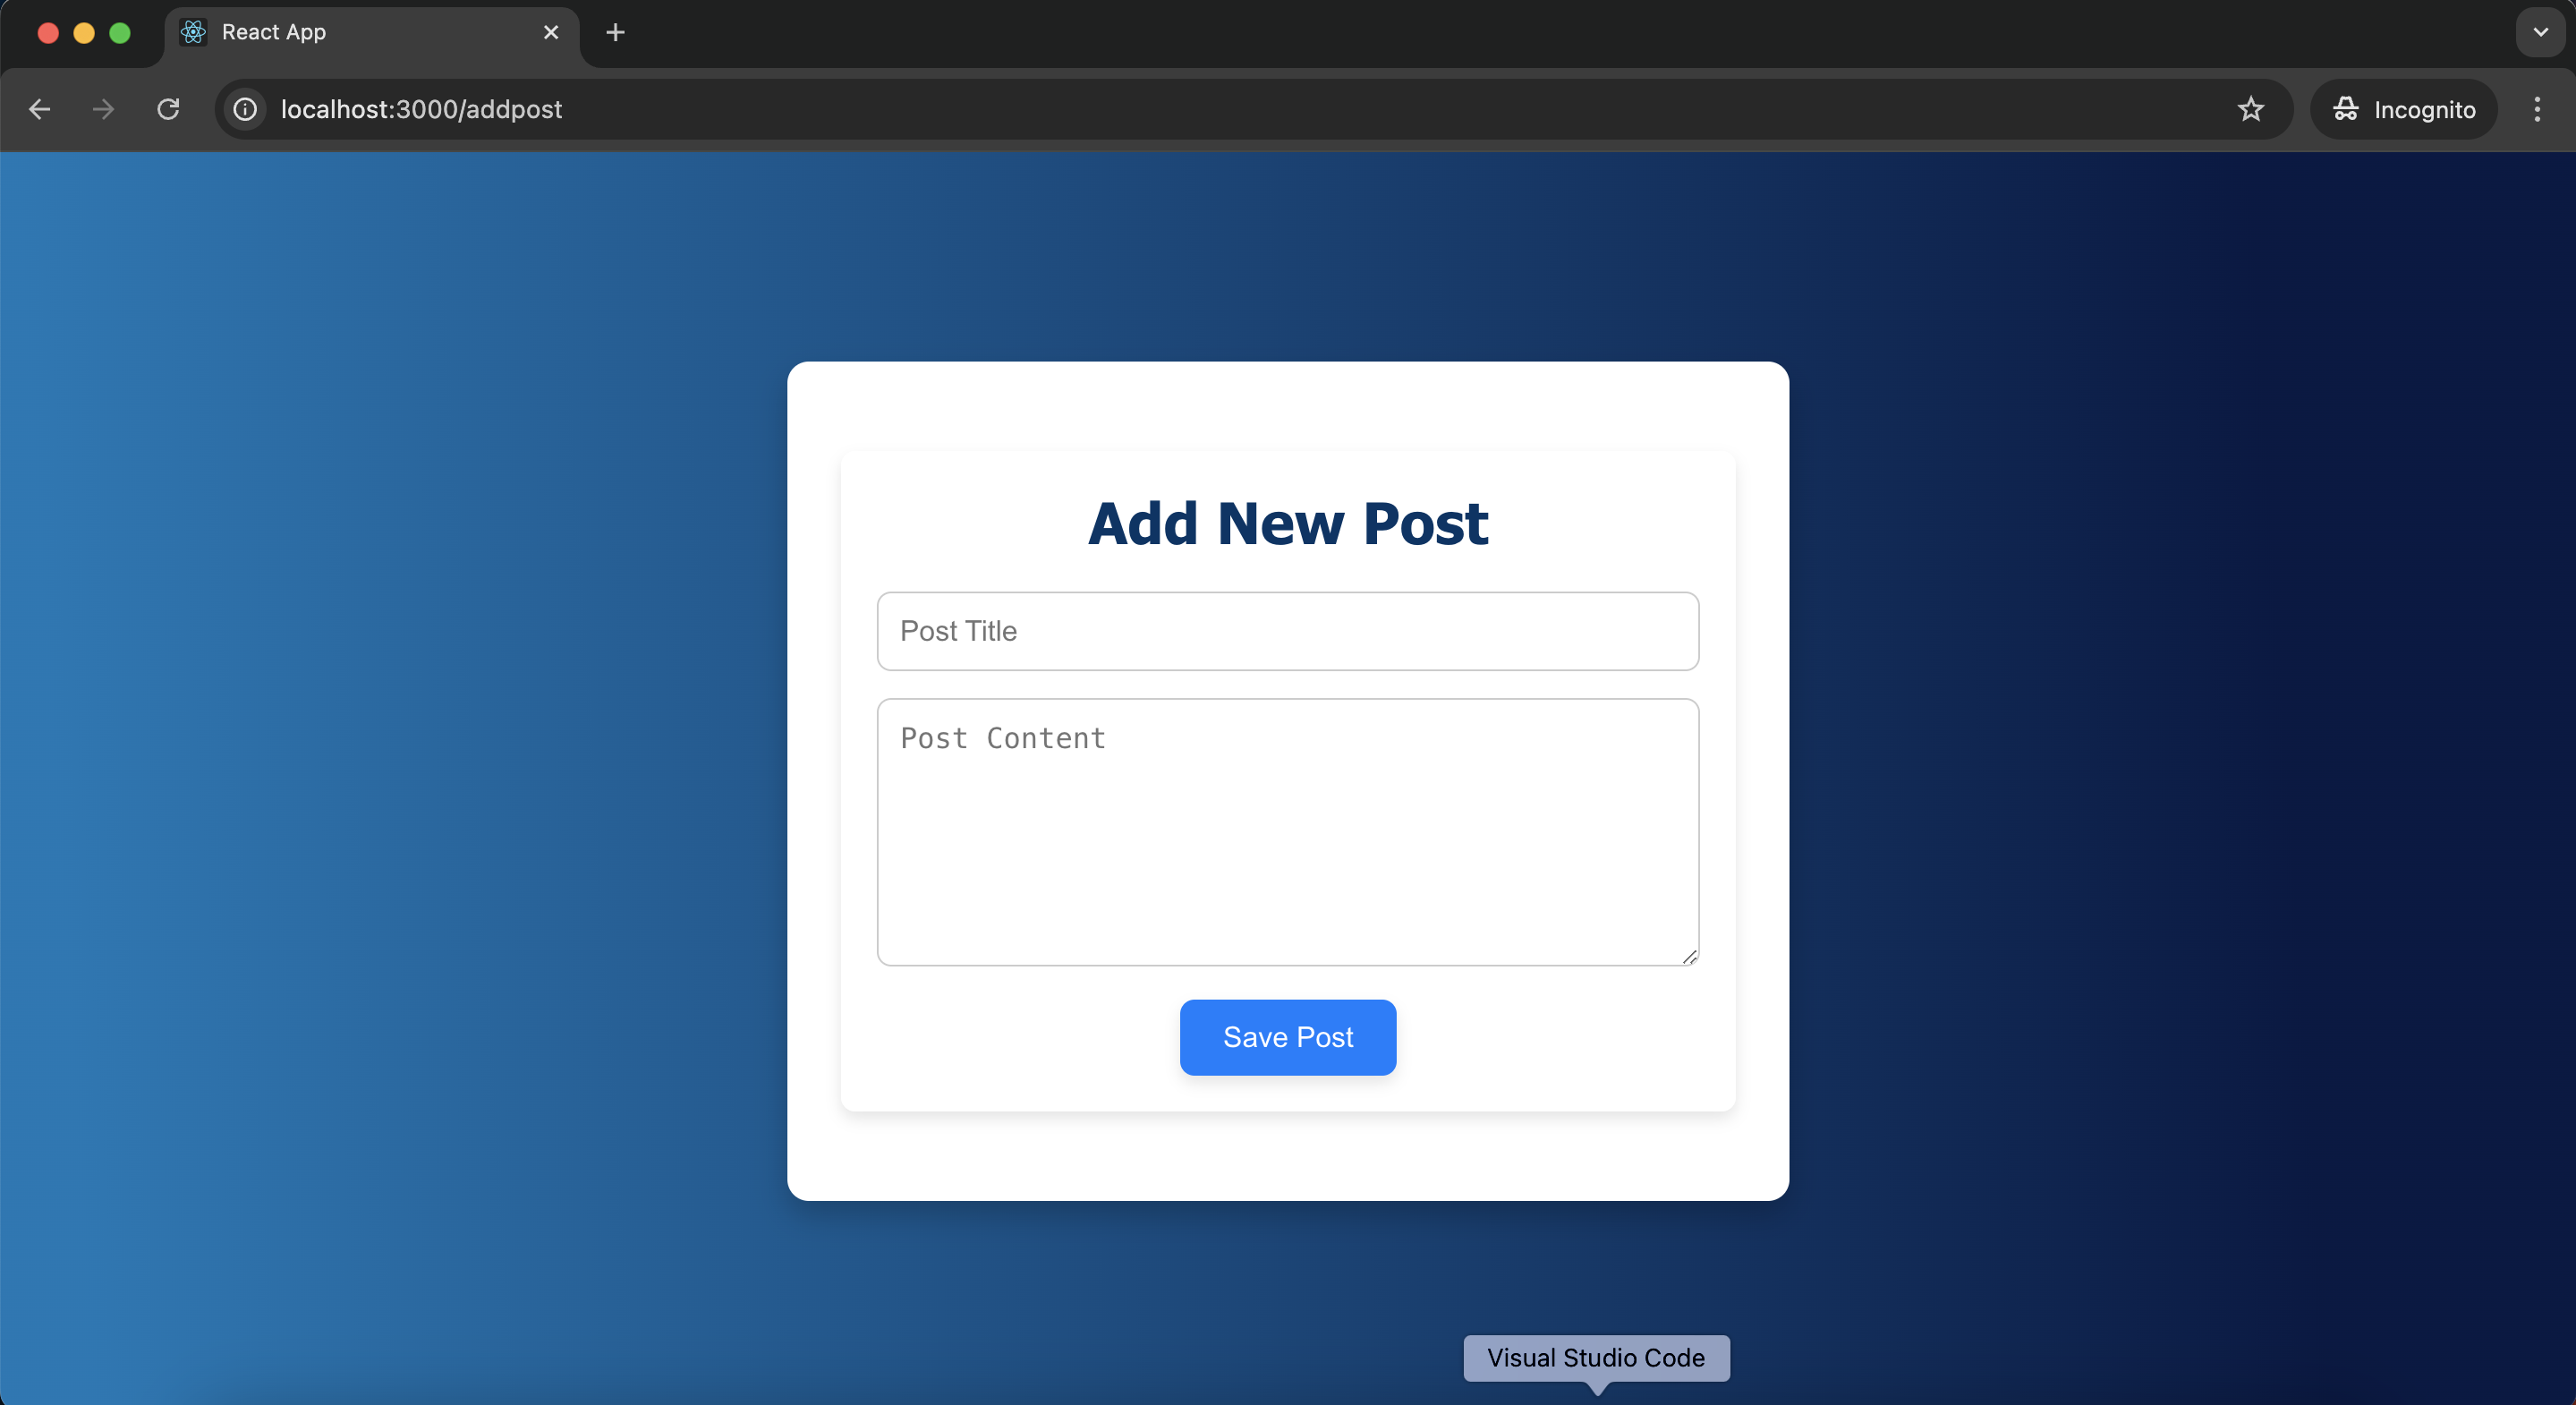 React App
localhost:3000/addpost
Incognito
Add New Post
Post Title
Post Content
Save Post
Visual Studio Code